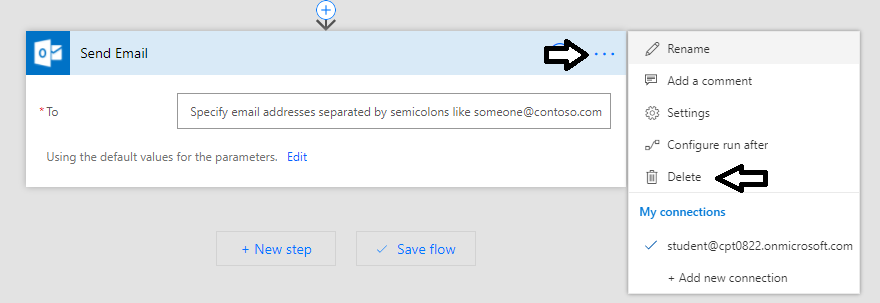 Send Email
* To
Specify email addresses separated by semicolons like someone@contoso.com
Using the default values for the parameters. Edit
+ New step
Save flow
Rename
Add a comment
Settings
Configure run after
Delete
My connections
student@cpt0822.onmicrosoft.com
+ Add new connection